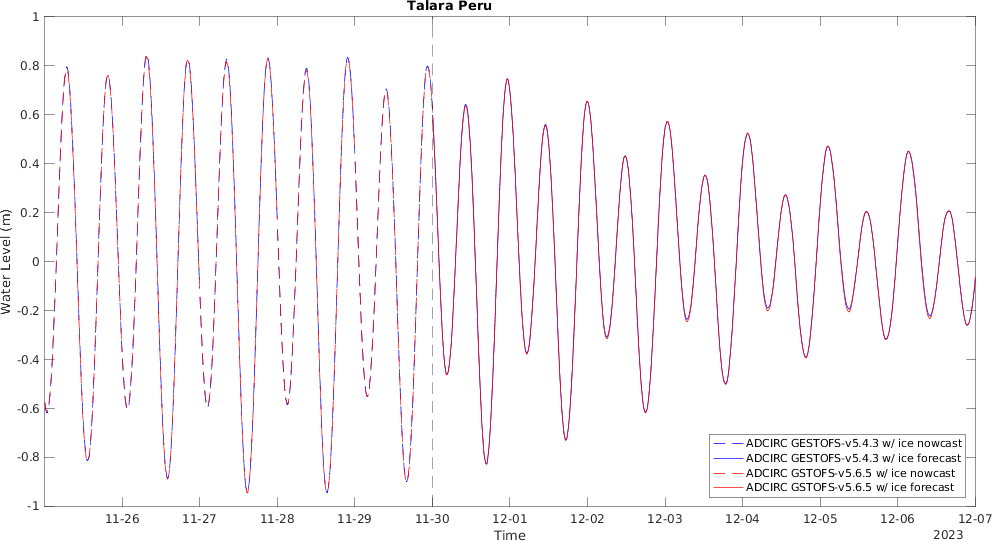 Talara Peru
Water Level (m)
1
0.8
0.6
0.4
0.2
0
-0.2
-0.4
-0.6
-0.8
-1
ADCIRC GESTOFS-v5.4.3 w/ ice nowcast
ADCIRC GESTOFS-v5.4.3 w/ ice forecast
ADCIRC GSTOFS-v5.6.5 w/ ice nowcast
ADCIRC GSTOFS-v5.6.5 w/ ice forecast
11-26 11-27 11-28 11-29 11-30 12-01 12-02 12-03 12-04 12-05 12-06 12-07
Time
2023